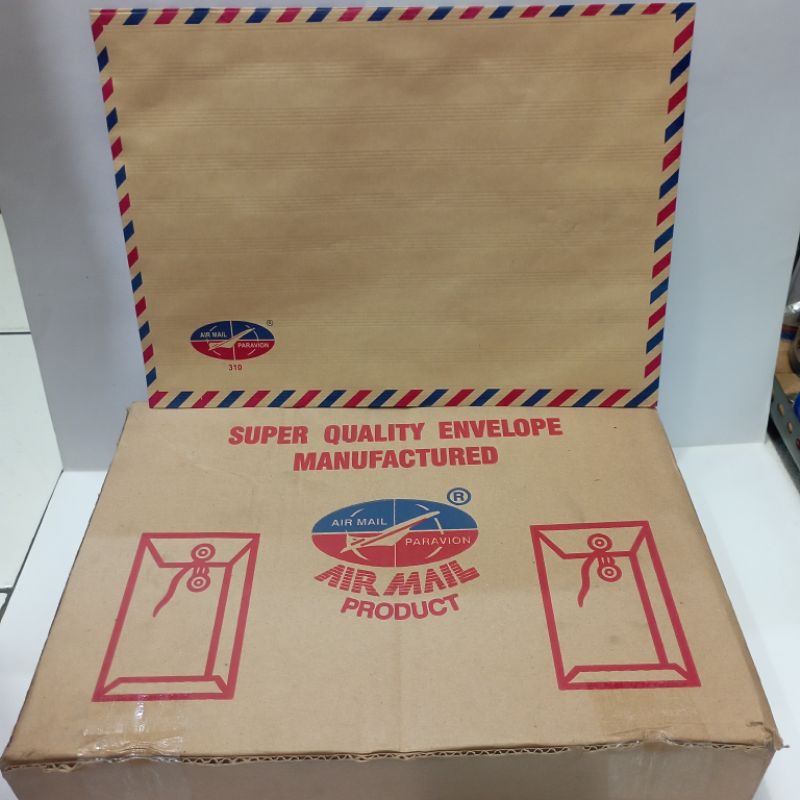 AIR MAIL
PARAVION
®
310
SUPER QUALITY ENVELOPE
MANUFACTURED
®
AIR MAIL
PARAVION
AIR MAIL
PRODUCT